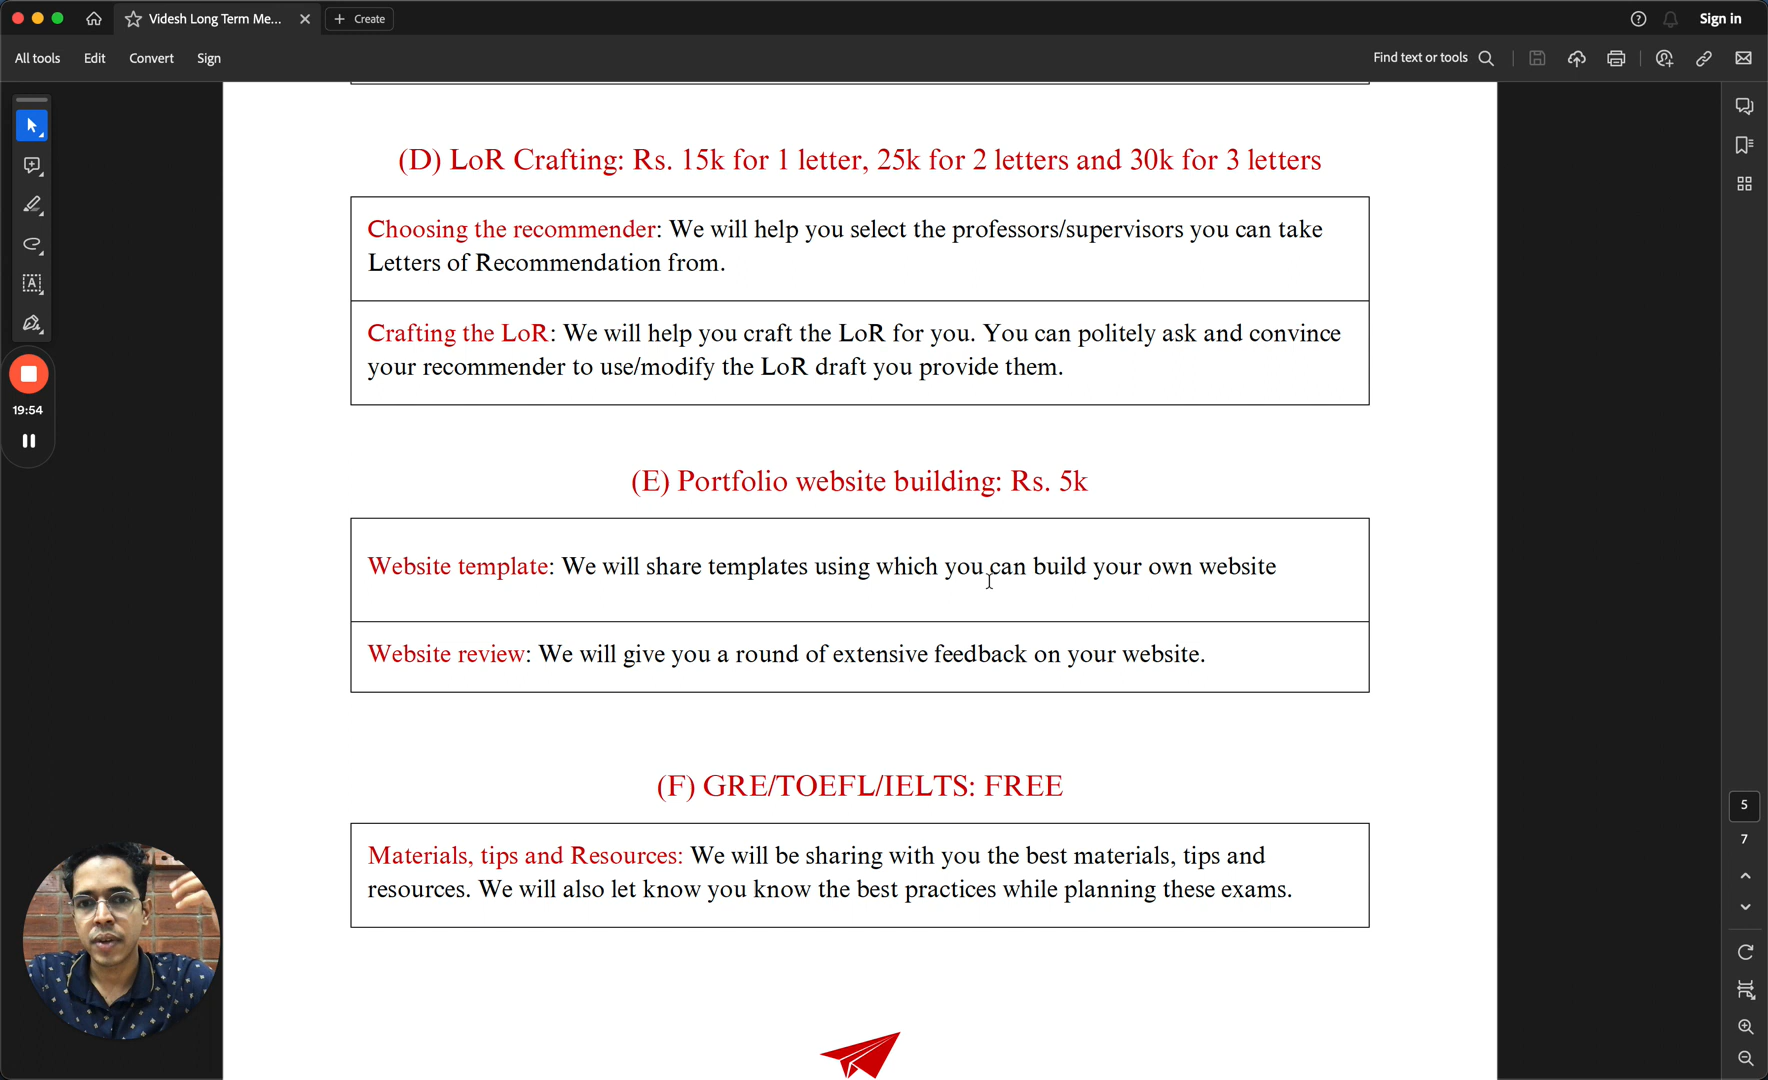 Videsh Long Term Me...
Create
Sign in
All tools
Edit
Convert
Sign
Find text or tools
(D) LoR Crafting: Rs. 15k for 1 letter, 25k for 2 letters and 30k for 3 letters
Choosing the recommender: We will help you select the professors/supervisors you can take
Letters of Recommendation from.
Crafting the LoR: We will help you craft the LoR for you. You can politely ask and convince
your recommender to use/modify the LoR draft you provide them.
19:54
(E) Portfolio website building: Rs. 5k
Website template: We will share templates using which you can build your own website
Website review: We will give you a round of extensive feedback on your website.
(F) GRE/TOEFL/IELTS: FREE
Materials, tips and Resources: We will be sharing with you the best materials, tips and
resources. We will also let know you know the best practices while planning these exams.
5
7